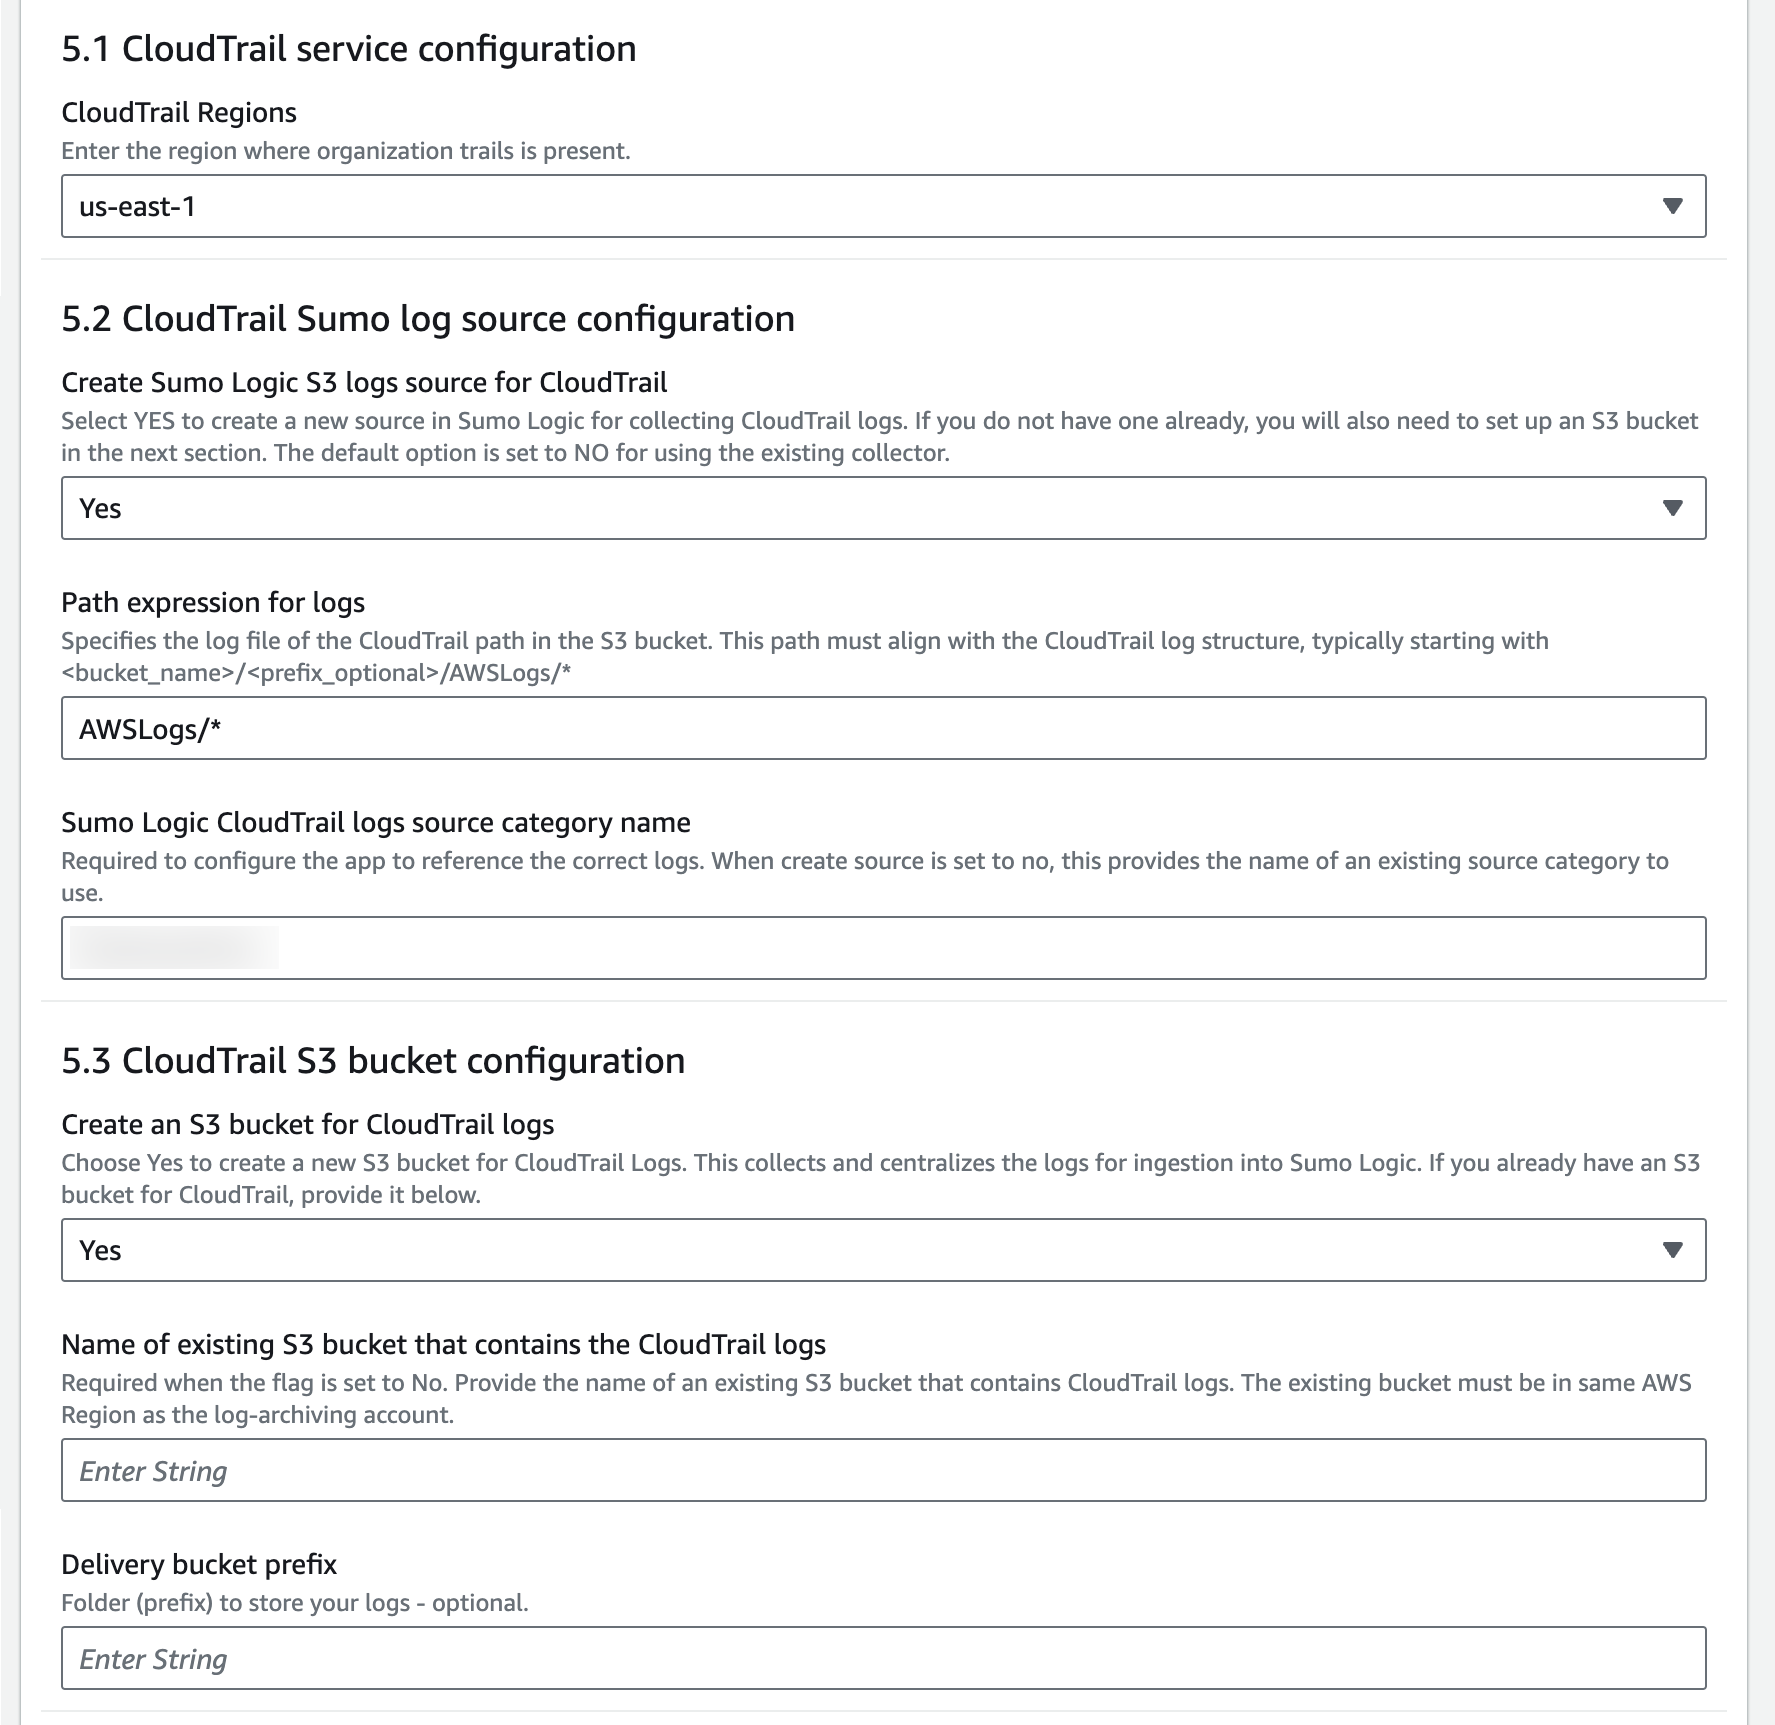 5.1 CloudTrail service configuration
CloudTrail Regions
Enter the region where organization trails is present.
us-east-1
5.2 CloudTrail Sumo log source configuration
Create Sumo Logic S3 logs source for CloudTrail
Select YES to create a new source in Sumo Logic for collecting CloudTrail logs. If you do not have one already, you will also need to set up an S3 bucket
in the next section. The default option is set to NO for using the existing collector.
Yes
Path expression for logs
Specifies the log file of the CloudTrail path in the S3 bucket. This path must align with the CloudTrail log structure, typically starting with
<bucket_name>/<prefix_optional>/AWSLogs/*
AWSLogs/*
Sumo Logic CloudTrail logs source category name
Required to configure the app to reference the correct logs. When create source is set to no, this provides the name of an existing source category to
use.
5.3 CloudTrail S3 bucket configuration
Create an S3 bucket for CloudTrail logs
Choose Yes to create a new S3 bucket for CloudTrail Logs. This collects and centralizes the logs for ingestion into Sumo Logic. If you already have an S3
bucket for CloudTrail, provide it below.
Yes
Name of existing S3 bucket that contains the CloudTrail logs
Required when the flag is set to No. Provide the name of an existing S3 bucket that contains CloudTrail logs. The existing bucket must be in same AWS
Region as the log-archiving account.
Enter String
Delivery bucket prefix
Folder (prefix) to store your logs - optional.
Enter String